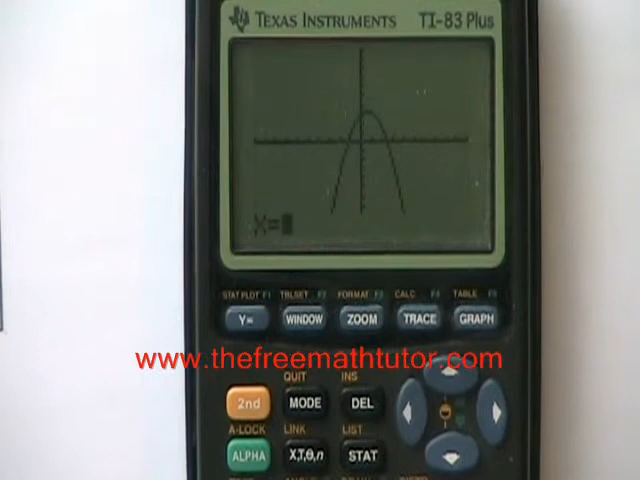 TEXAS INSTRUMENTS TI-83 Plus
X=
STAT PLOT F1 TBLSET F2 FORMAT F3 CALC F4 TABLE F5
Y= WINDOW ZOOM TRACE GRAPH
www.thefreemathtutor.com
QUIT INS
2nd MODE DEL
A-LOCK LINK LIST
ALPHA X,T,θ,n STAT